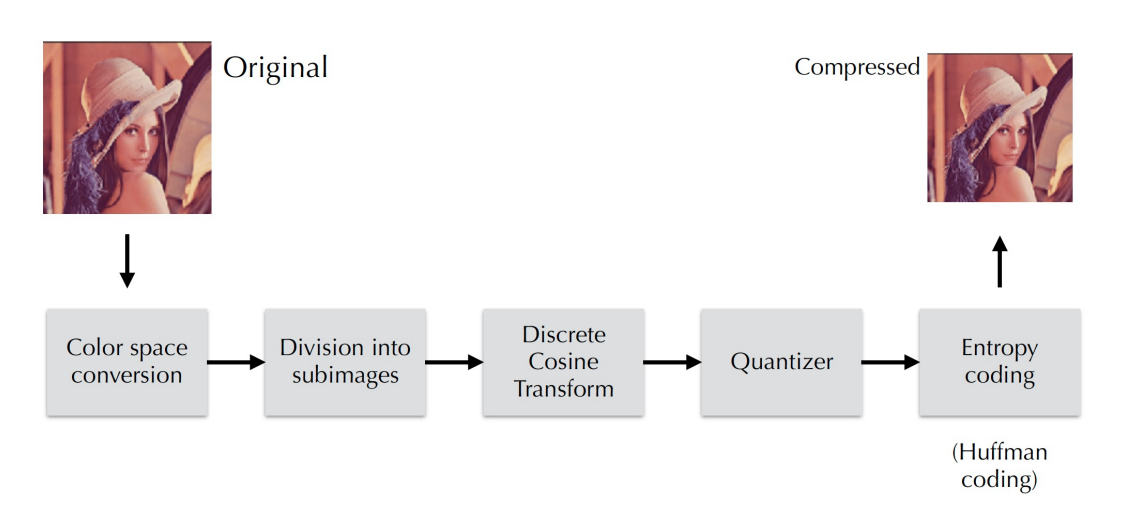 Original
Compressed
Color space
conversion
Division into
subimages
Discrete
Cosine
Transform
Quantizer
Entropy
coding
(Huffman
coding)